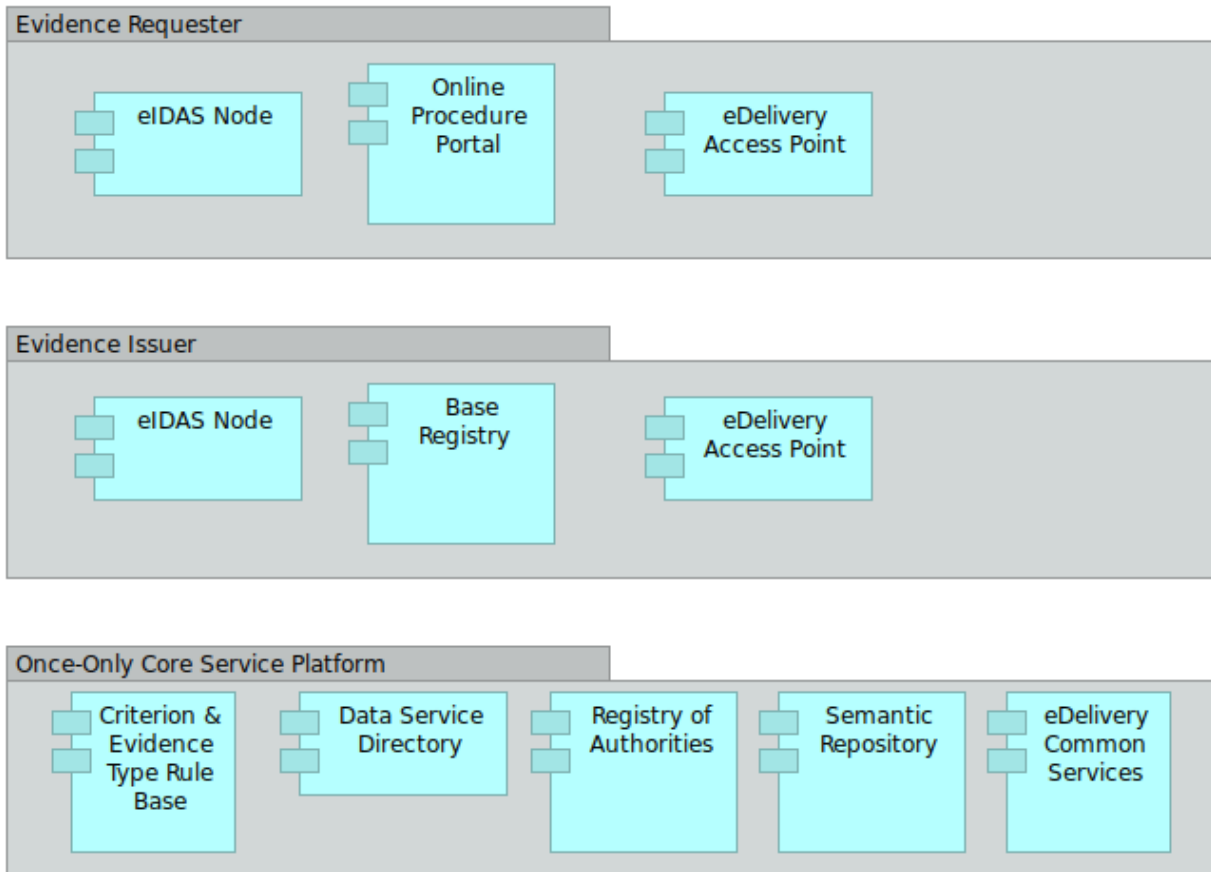 Evidence Requester
eIDAS Node
Online
Procedure
Portal
eDelivery
Access Point
Evidence Issuer
eIDAS Node
Base
Registry
eDelivery
Access Point
Once-Only Core Service Platform
Criterion &
Evidence
Type Rule
Base
Data Service
Directory
Registry of
Authorities
Semantic
Repository
eDelivery
Common
Services